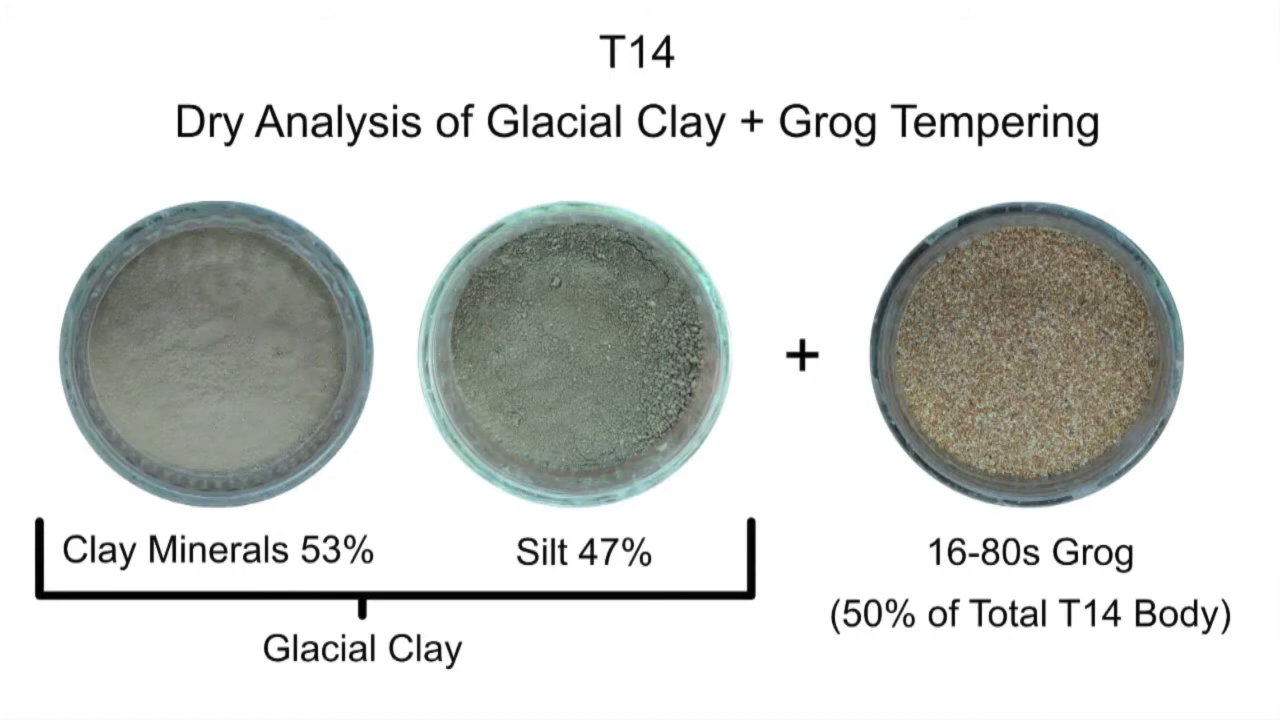 T14
Dry Analysis of Glacial Clay + Grog Tempering
+
Clay Minerals 53%
Silt 47%
16-80s Grog
(50% of Total T14 Body)
Glacial Clay